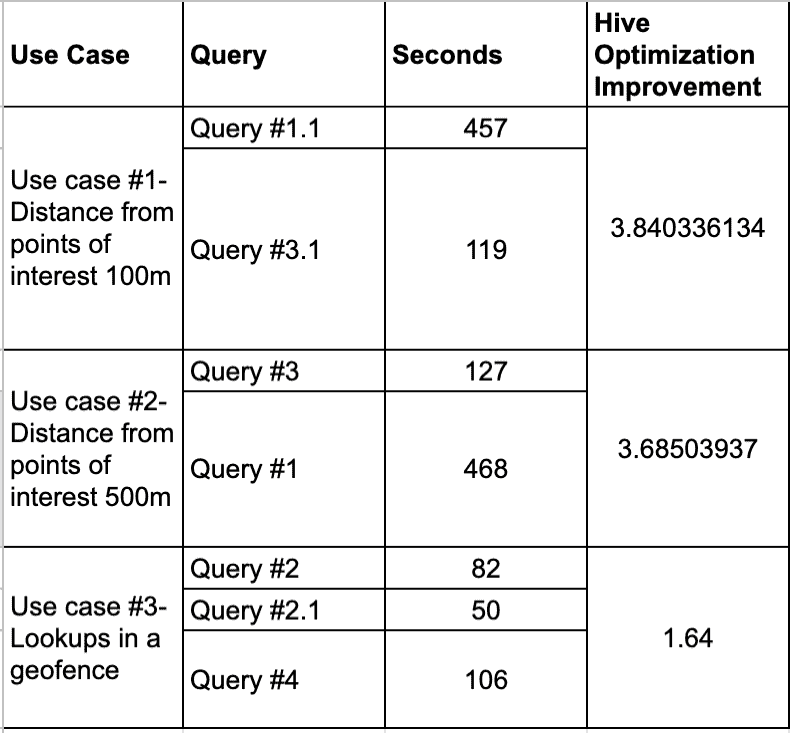 Use Case
Query
Seconds
Hive
Optimization
Improvement
Use case #1-
Distance from
points of
interest 100m
Query #1.1
457
Query #3.1
119
3.840336134
Use case #2-
Distance from
points of
interest 500m
Query #3
127
Query #1
468
3.68503937
Use case #3-
Lookups in a
geofence
Query #2
82
Query #2.1
50
Query #4
106
1.64